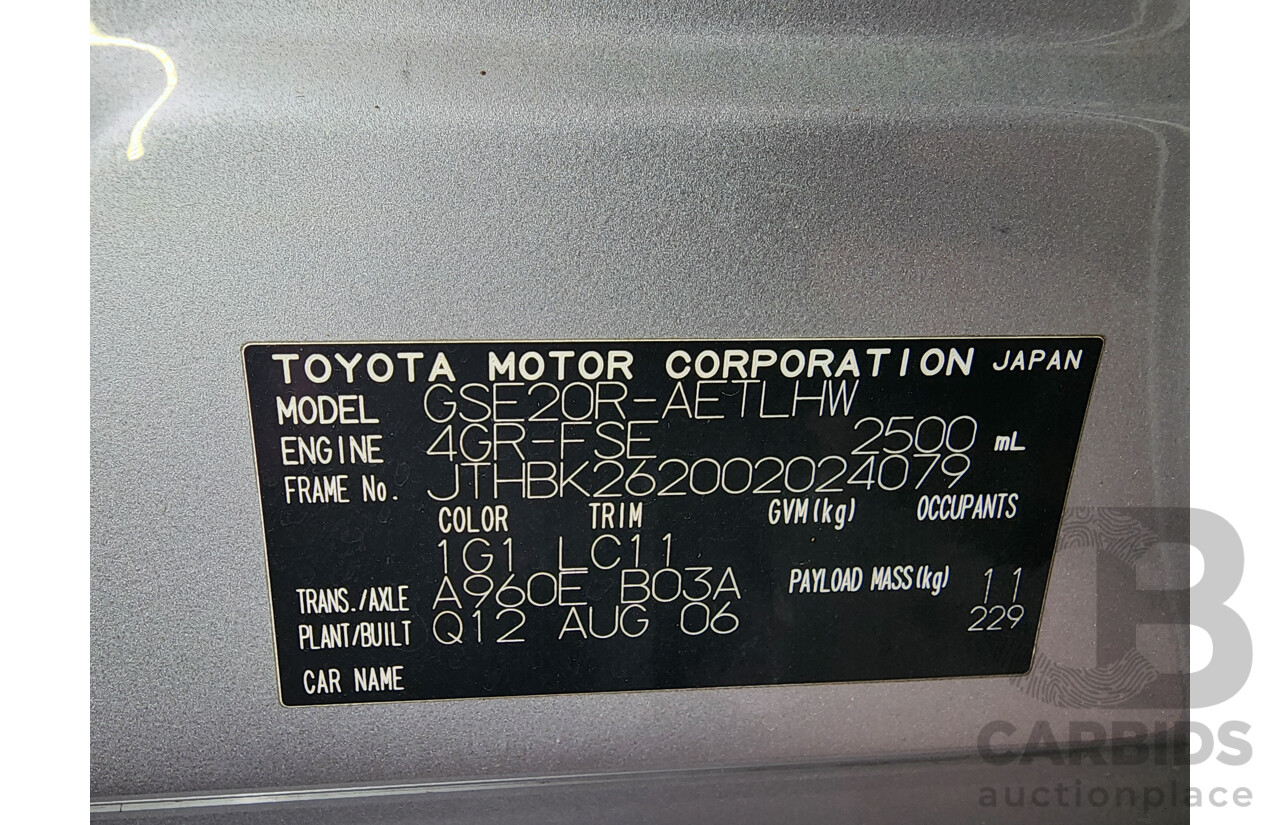 TOYOTA MOTOR CORPORATION JAPAN
MODEL GSE20R-AETLHW
ENGINE 4GR-FSE 2500 mL
FRAME No. JTHBK262002024079
COLOR TRIM GVM(kg) OCCUPANTS
1G1 LC11
TRANS./AXLE A960E B03A PAYLOAD MASS(kg) 11
PLANT/BUILT Q12 AUG 06 229
CAR NAME
B
CARBIDS
auctionplace